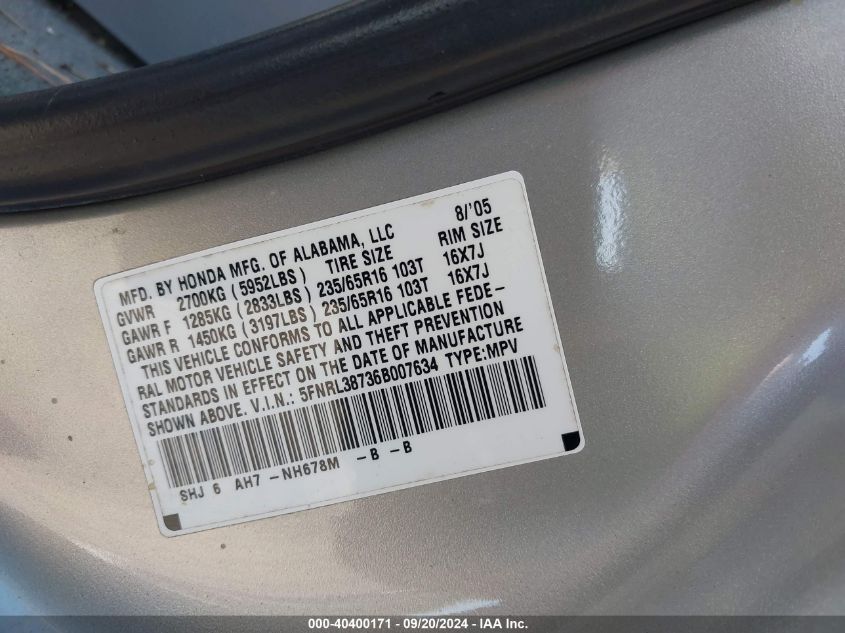 MFD. BY HONDA MFG. OF ALABAMA, LLC 8/'05
GVWR 2700KG (5952LBS) TIRE SIZE RIM SIZE
GAWR F 1285KG (2833LBS) 235/65R16 103T 16X7J
GAWR R 1450KG (3197LBS) 235/65R16 103T 16X7J
THIS VEHICLE CONFORMS TO ALL APPLICABLE FEDE-
RAL MOTOR VEHICLE SAFETY AND THEFT PREVENTION
STANDARDS IN EFFECT ON THE DATE OF MANUFACTURE
SHOWN ABOVE. V.I.N.: 5FNRL38736B007634 TYPE:MPV
SHJ 6 AH7 -NH678M -B -B
000-40400171 - 09/20/2024 - IAA Inc.